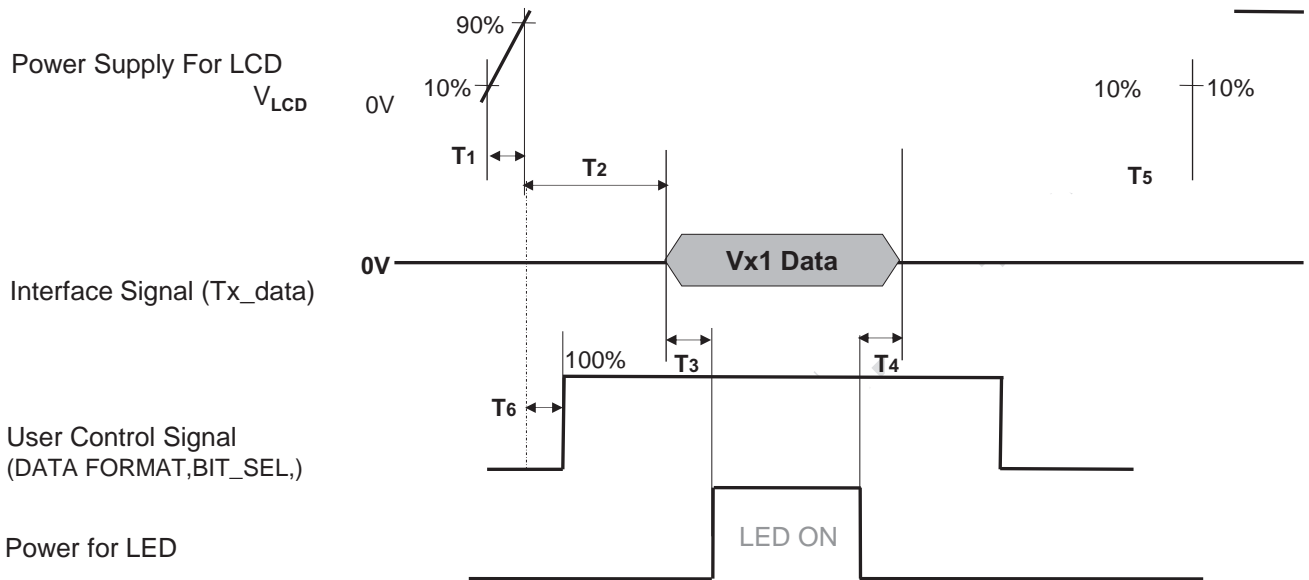 90%
Power Supply For LCD
VLCD
0V
10%
10%
10%
T1
T2
T5
0V
Vx1 Data
Interface Signal (Tx_data)
100%
T3
T4
T6
User Control Signal
(DATA FORMAT,BIT_SEL,)
LED ON
Power for LED